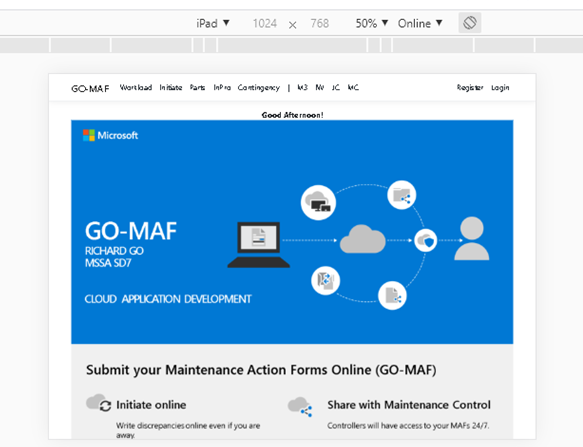 iPad ▼ 1024 × 768 50% ▼ Online ▼
GO-MAF Workload Initiate Parts InPro Contingency | M3 IW JC MC Register Login
Good Afternoon!
Microsoft
GO-MAF
RICHARD GO
MSSA SD7
CLOUD APPLICATION DEVELOPMENT
Submit your Maintenance Action Forms Online (GO-MAF)
Initiate online
Write discrepancies online even if you are
away.
Share with Maintenance Control
Controllers will have access to your MAFs 24/7.